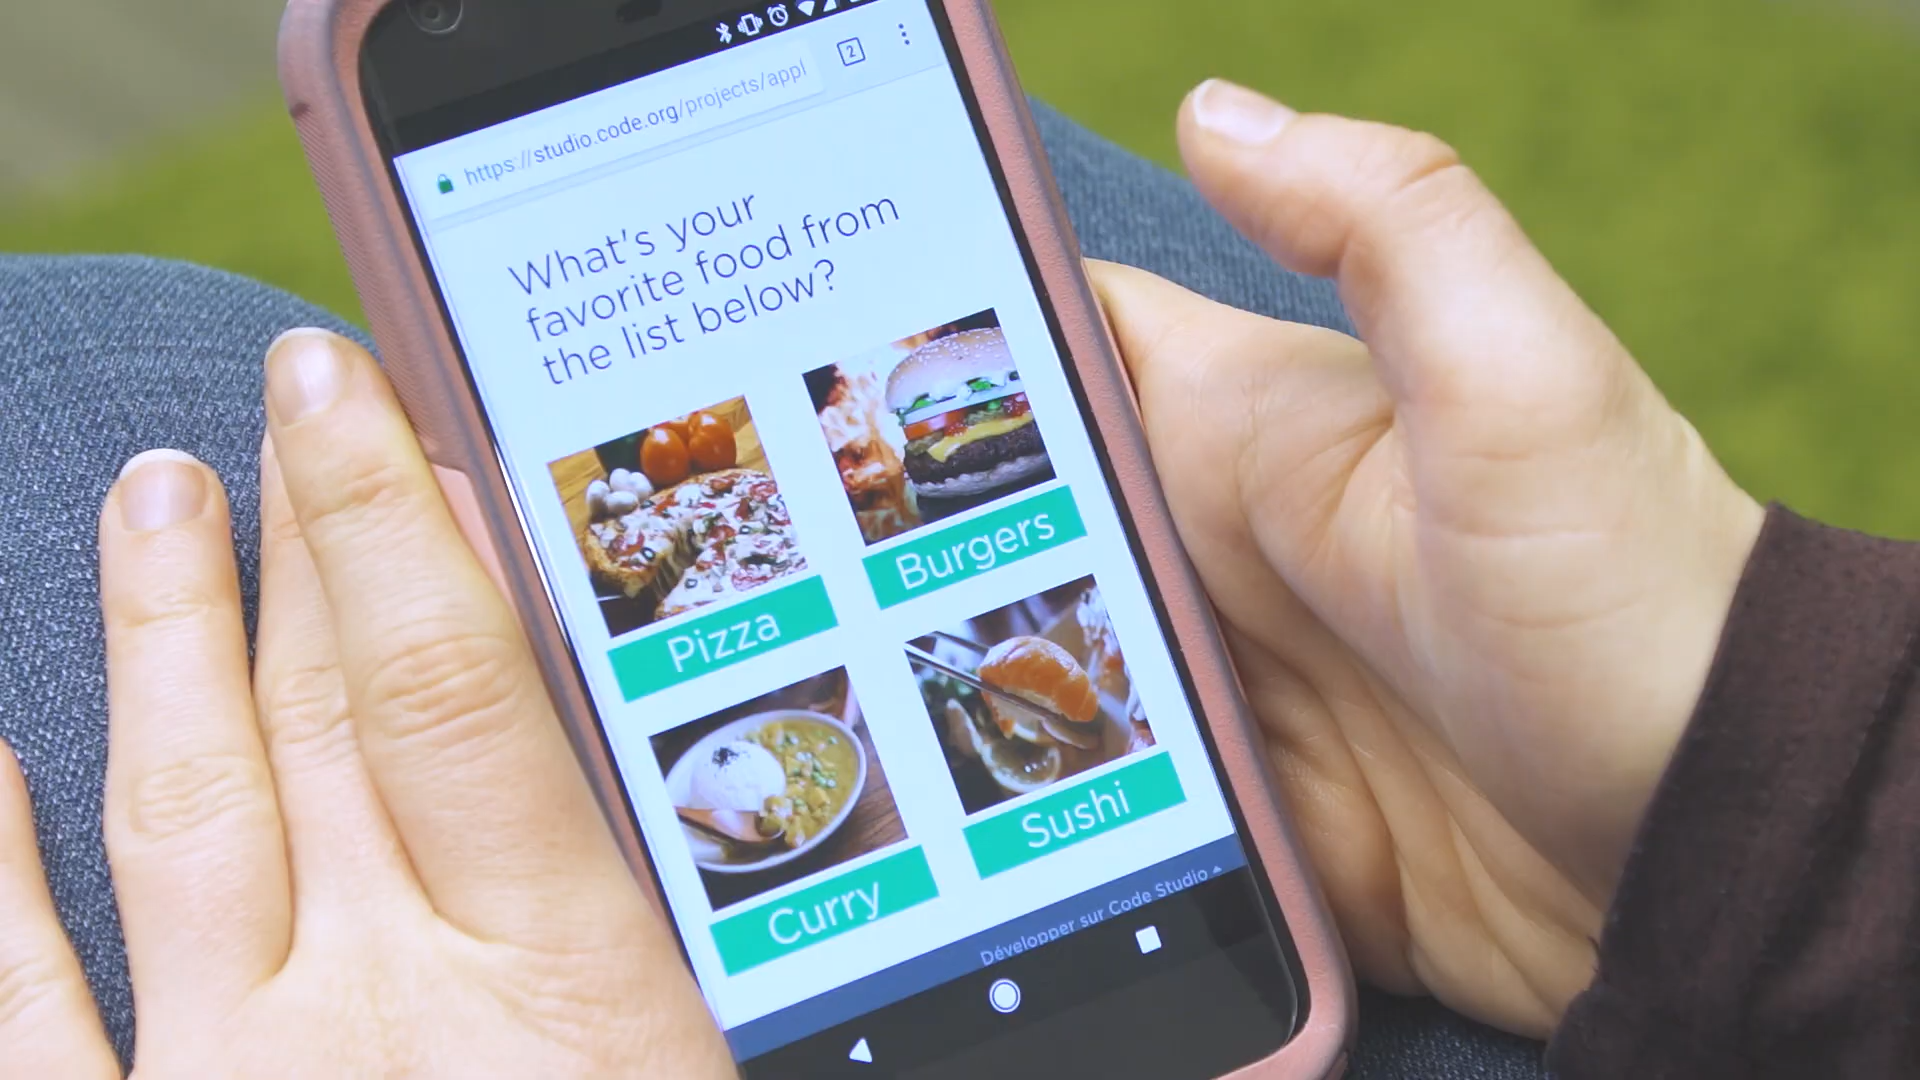 2
https://studio.code.org/projects/appl
What's your
favorite food from
the list below?
Pizza
Burgers
Curry
Sushi
Développer sur Code Studio